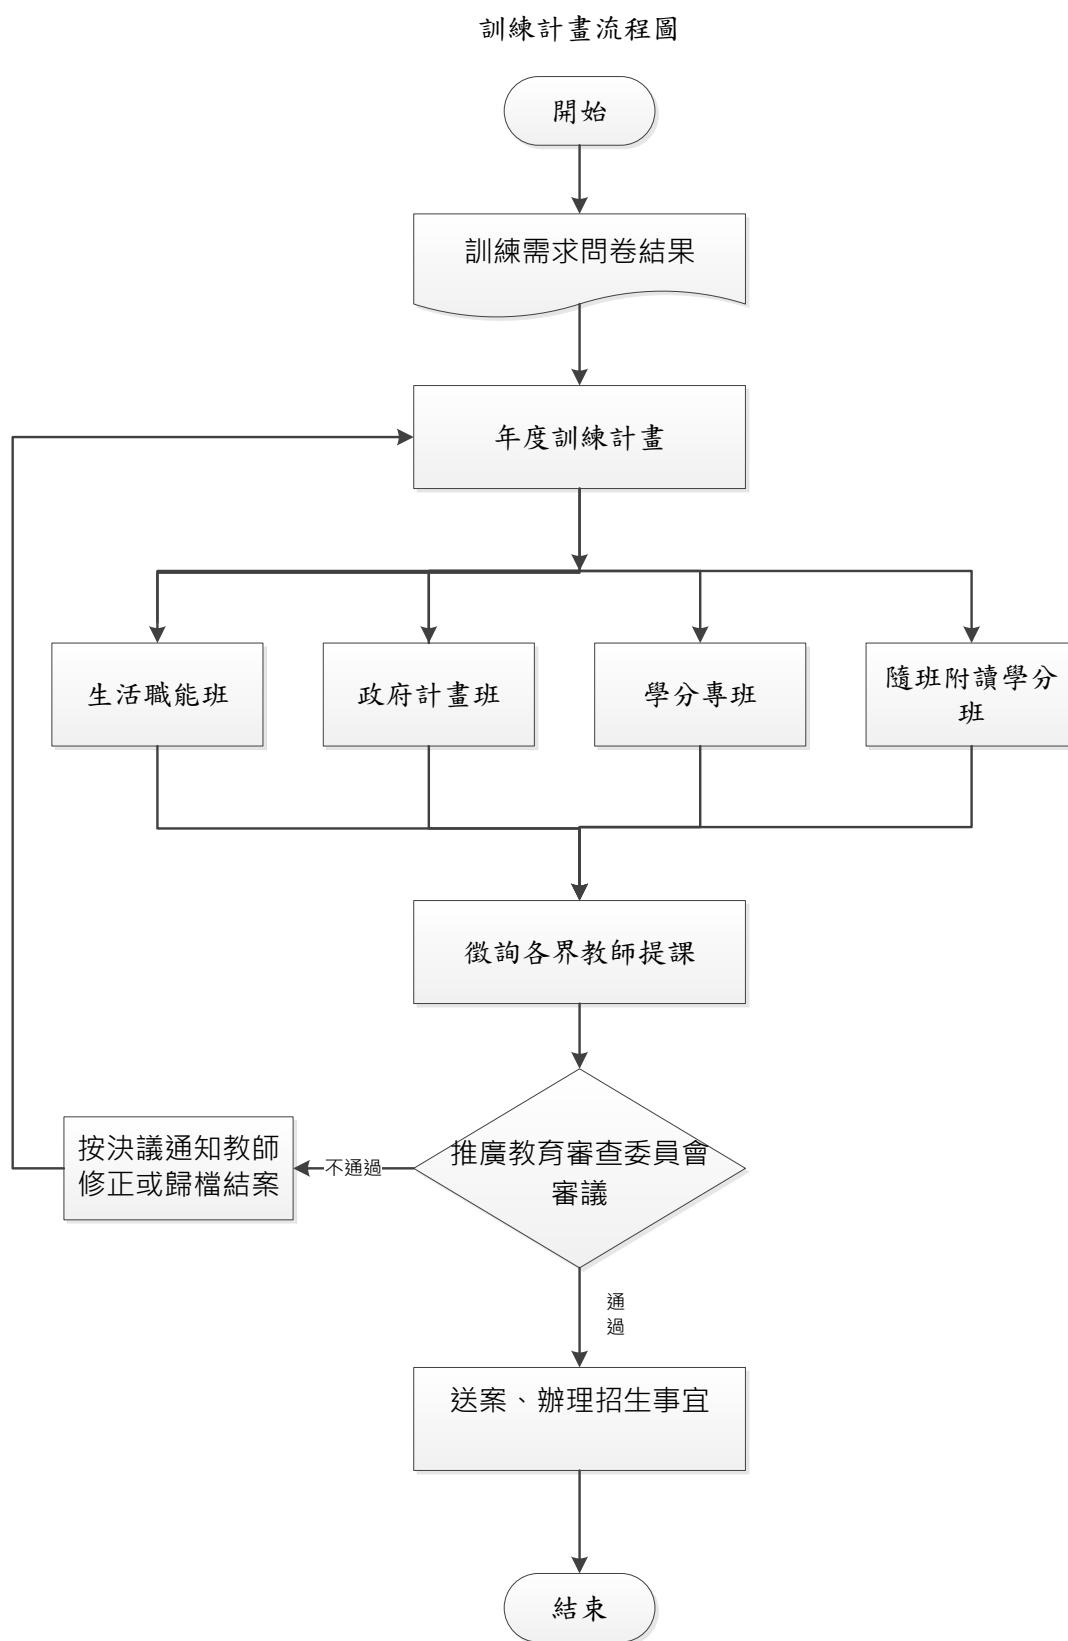 訓練計畫流程圖
開始
訓練需求問卷結果
年度訓練計畫
生活職能班
政府計畫班
學分專班
隨班附讀學分
班
徵詢各界教師提課
推廣教育審查委員會
審議
不通過
按決議通知教師
修正或歸檔結案
通
過
送案、辦理招生事宜
結束